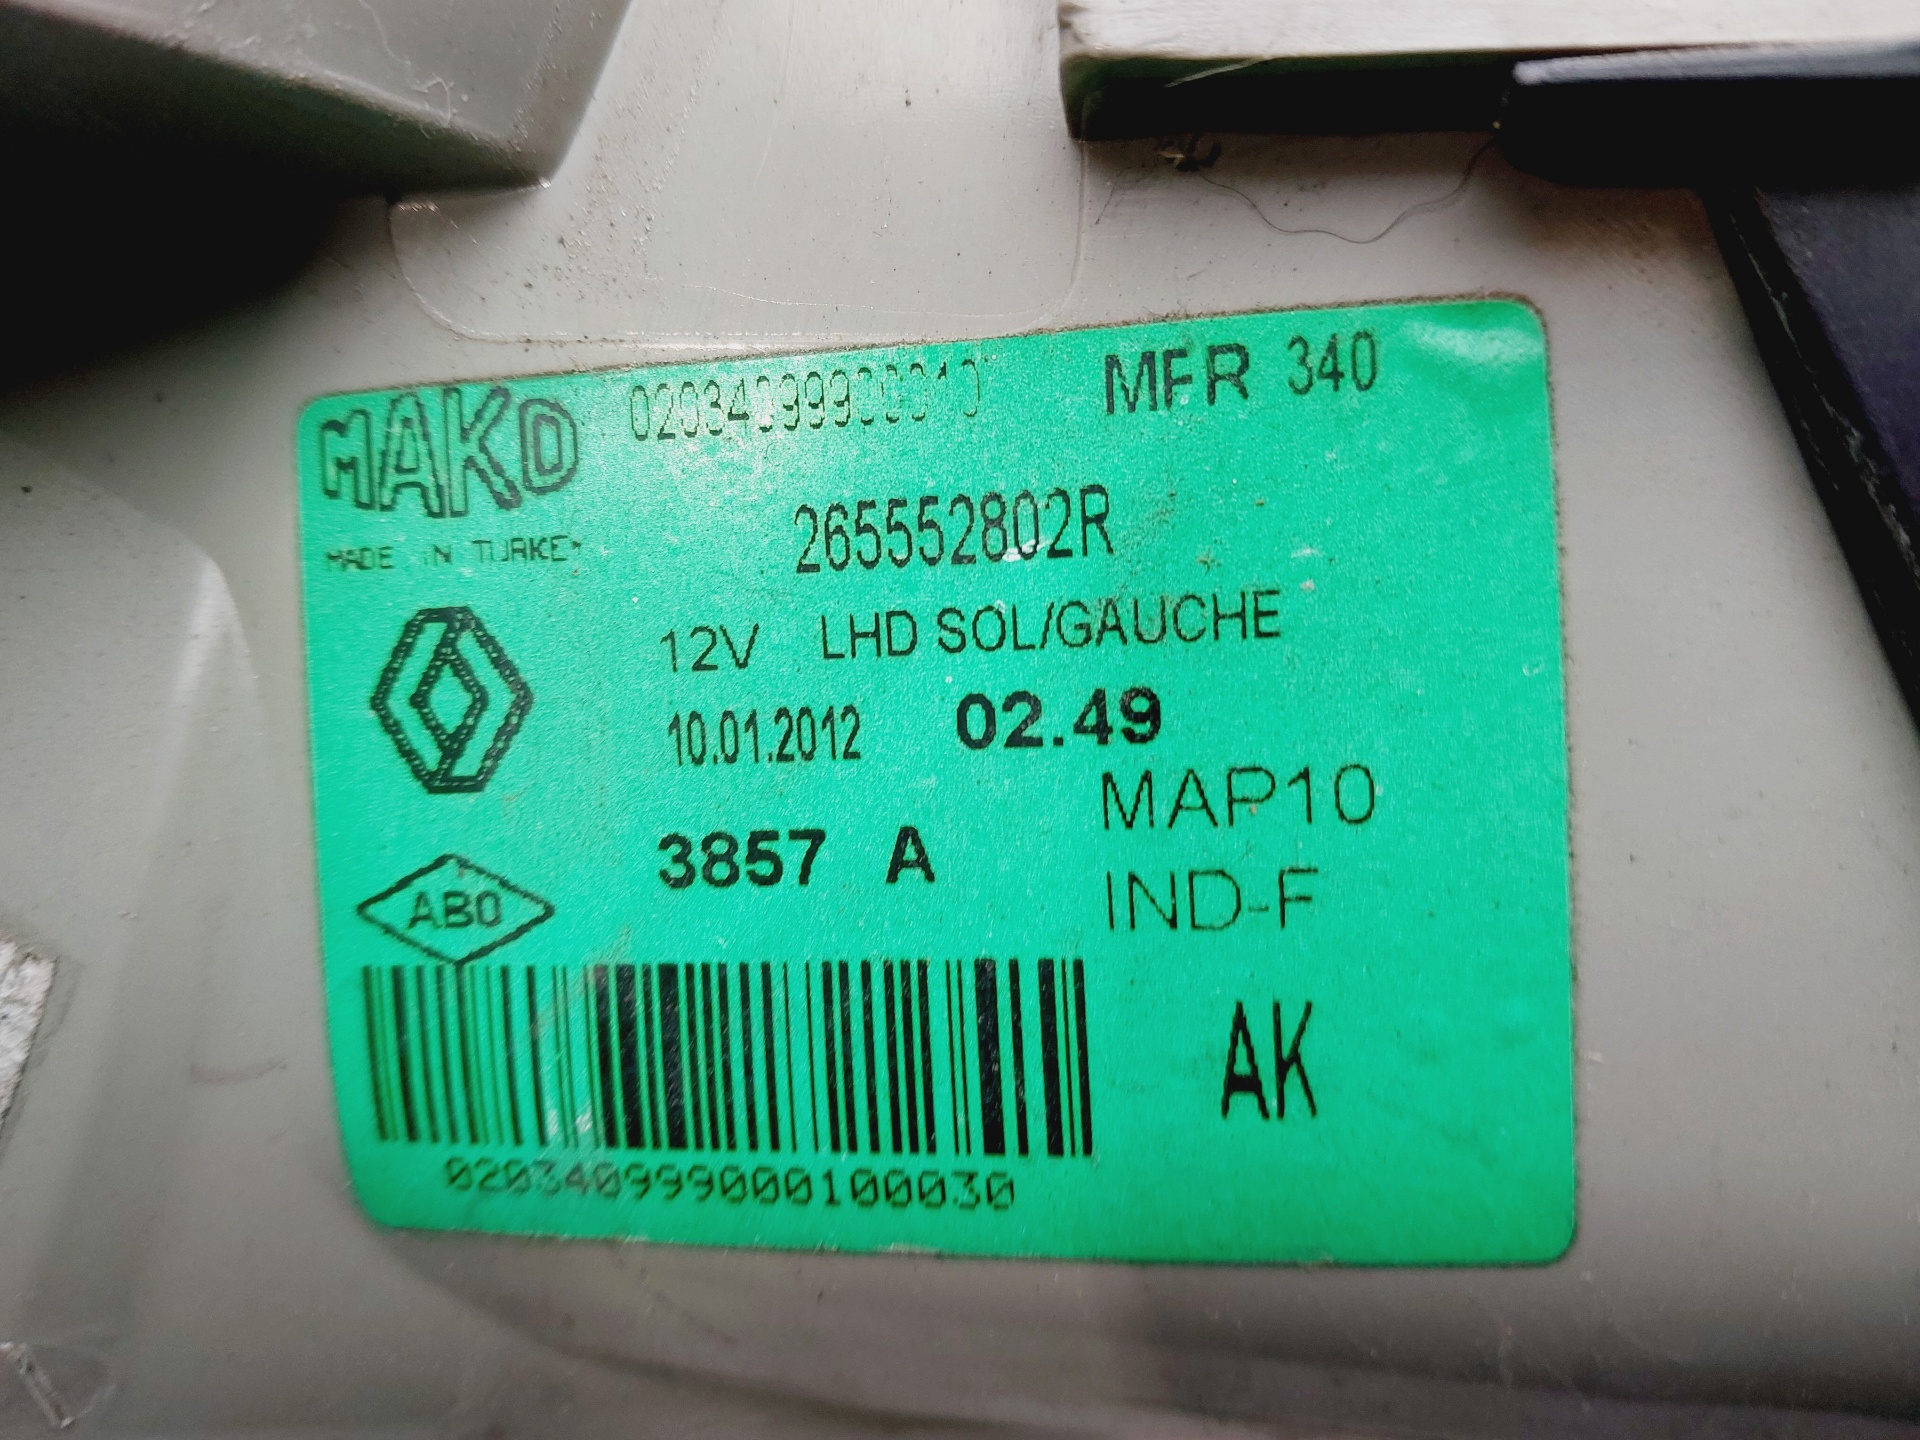 MAKO 02034099900010 MFR 340
MADE IN TURKEY
265552802R
12V LHD SOL/GAUCHE
10.01.2012 02.49
MAP10
3857 A
IND-F
ABO
AK
020340999000100030